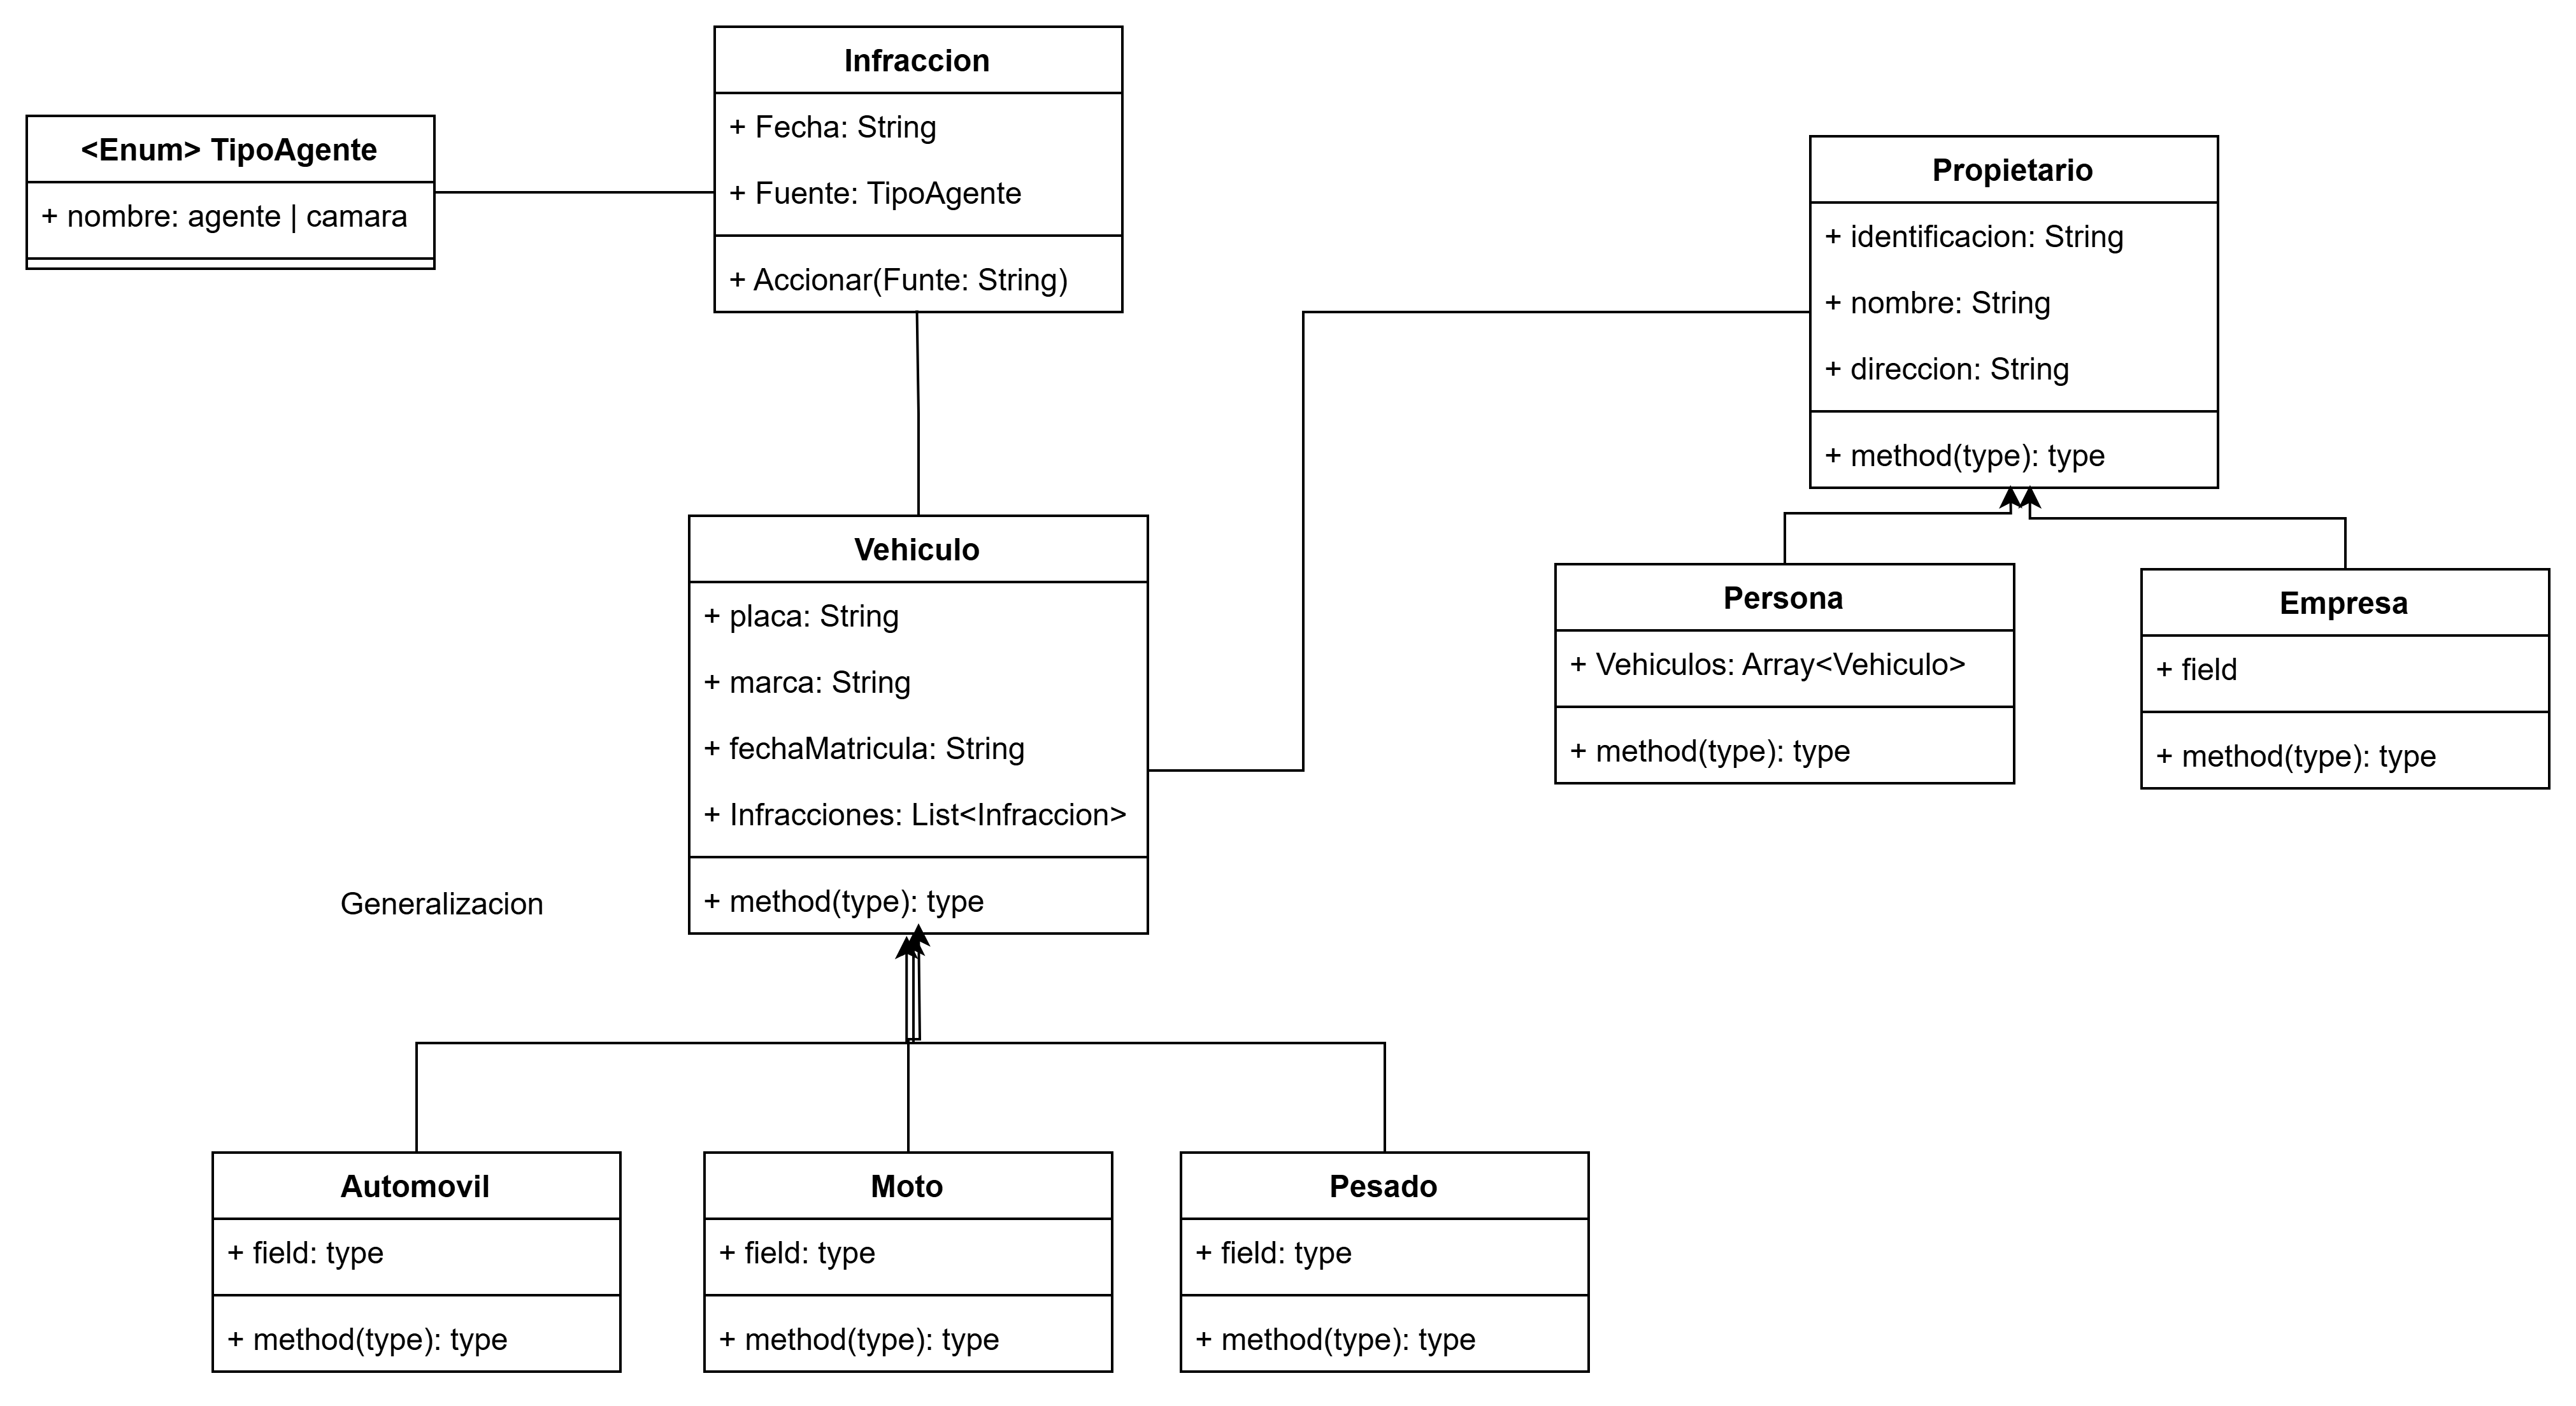 Infraccion
+ Fecha: String
+ Fuente: TipoAgente
+ Accionar(Funte: String)
<Enum> TipoAgente
+ nombre: agente | camara
Propietario
+ identificacion: String
+ nombre: String
+ direccion: String
+ method(type): type
Vehiculo
+ placa: String
+ marca: String
+ fechaMatricula: String
+ Infracciones: List<Infraccion>
+ method(type): type
Persona
+ Vehiculos: Array<Vehiculo>
+ method(type): type
Empresa
+ field
+ method(type): type
Generalizacion
Automovil
+ field: type
+ method(type): type
Moto
+ field: type
+ method(type): type
Pesado
+ field: type
+ method(type): type